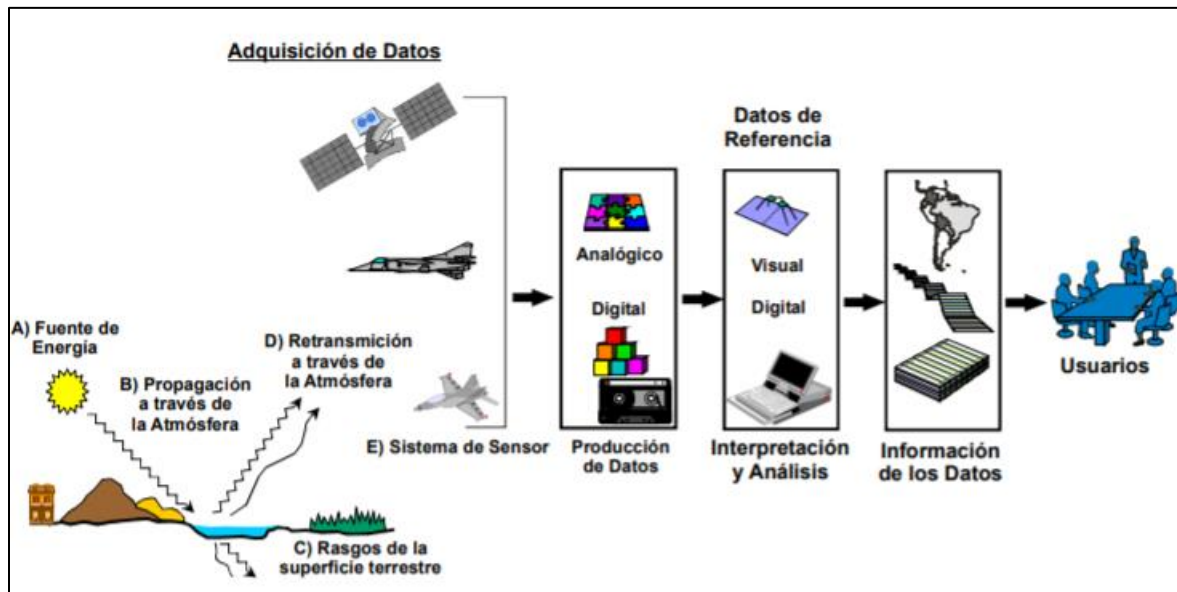 Adquisición de Datos
Datos de
Referencia
Analógico
Digital
Visual
Digital
A) Fuente de
Energía
B) Propagación
a través de
la Atmósfera
D) Retransmición
a través de
la Atmósfera
E) Sistema de Sensor
C) Rasgos de la
superficie terrestre
Producción
de Datos
Interpretación
y Análisis
Información
de los Datos
Usuarios